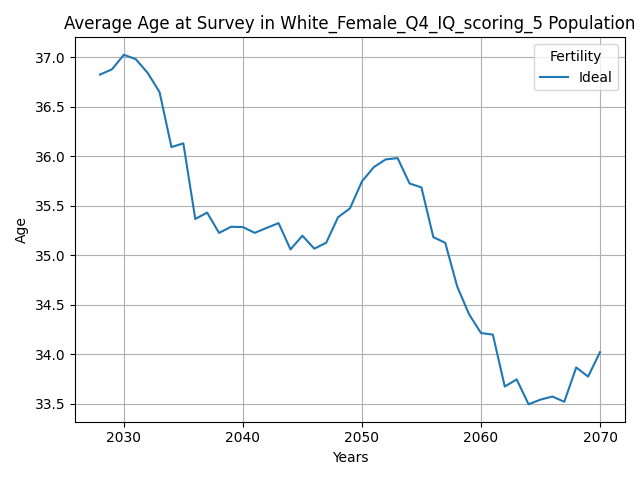 Average Age at Survey in White_Female_Q4_IQ_scoring_5 Population
Fertility
Ideal
Age
37.0
36.5
36.0
35.5
35.0
34.5
34.0
33.5
2030 2040 2050 2060 2070
Years